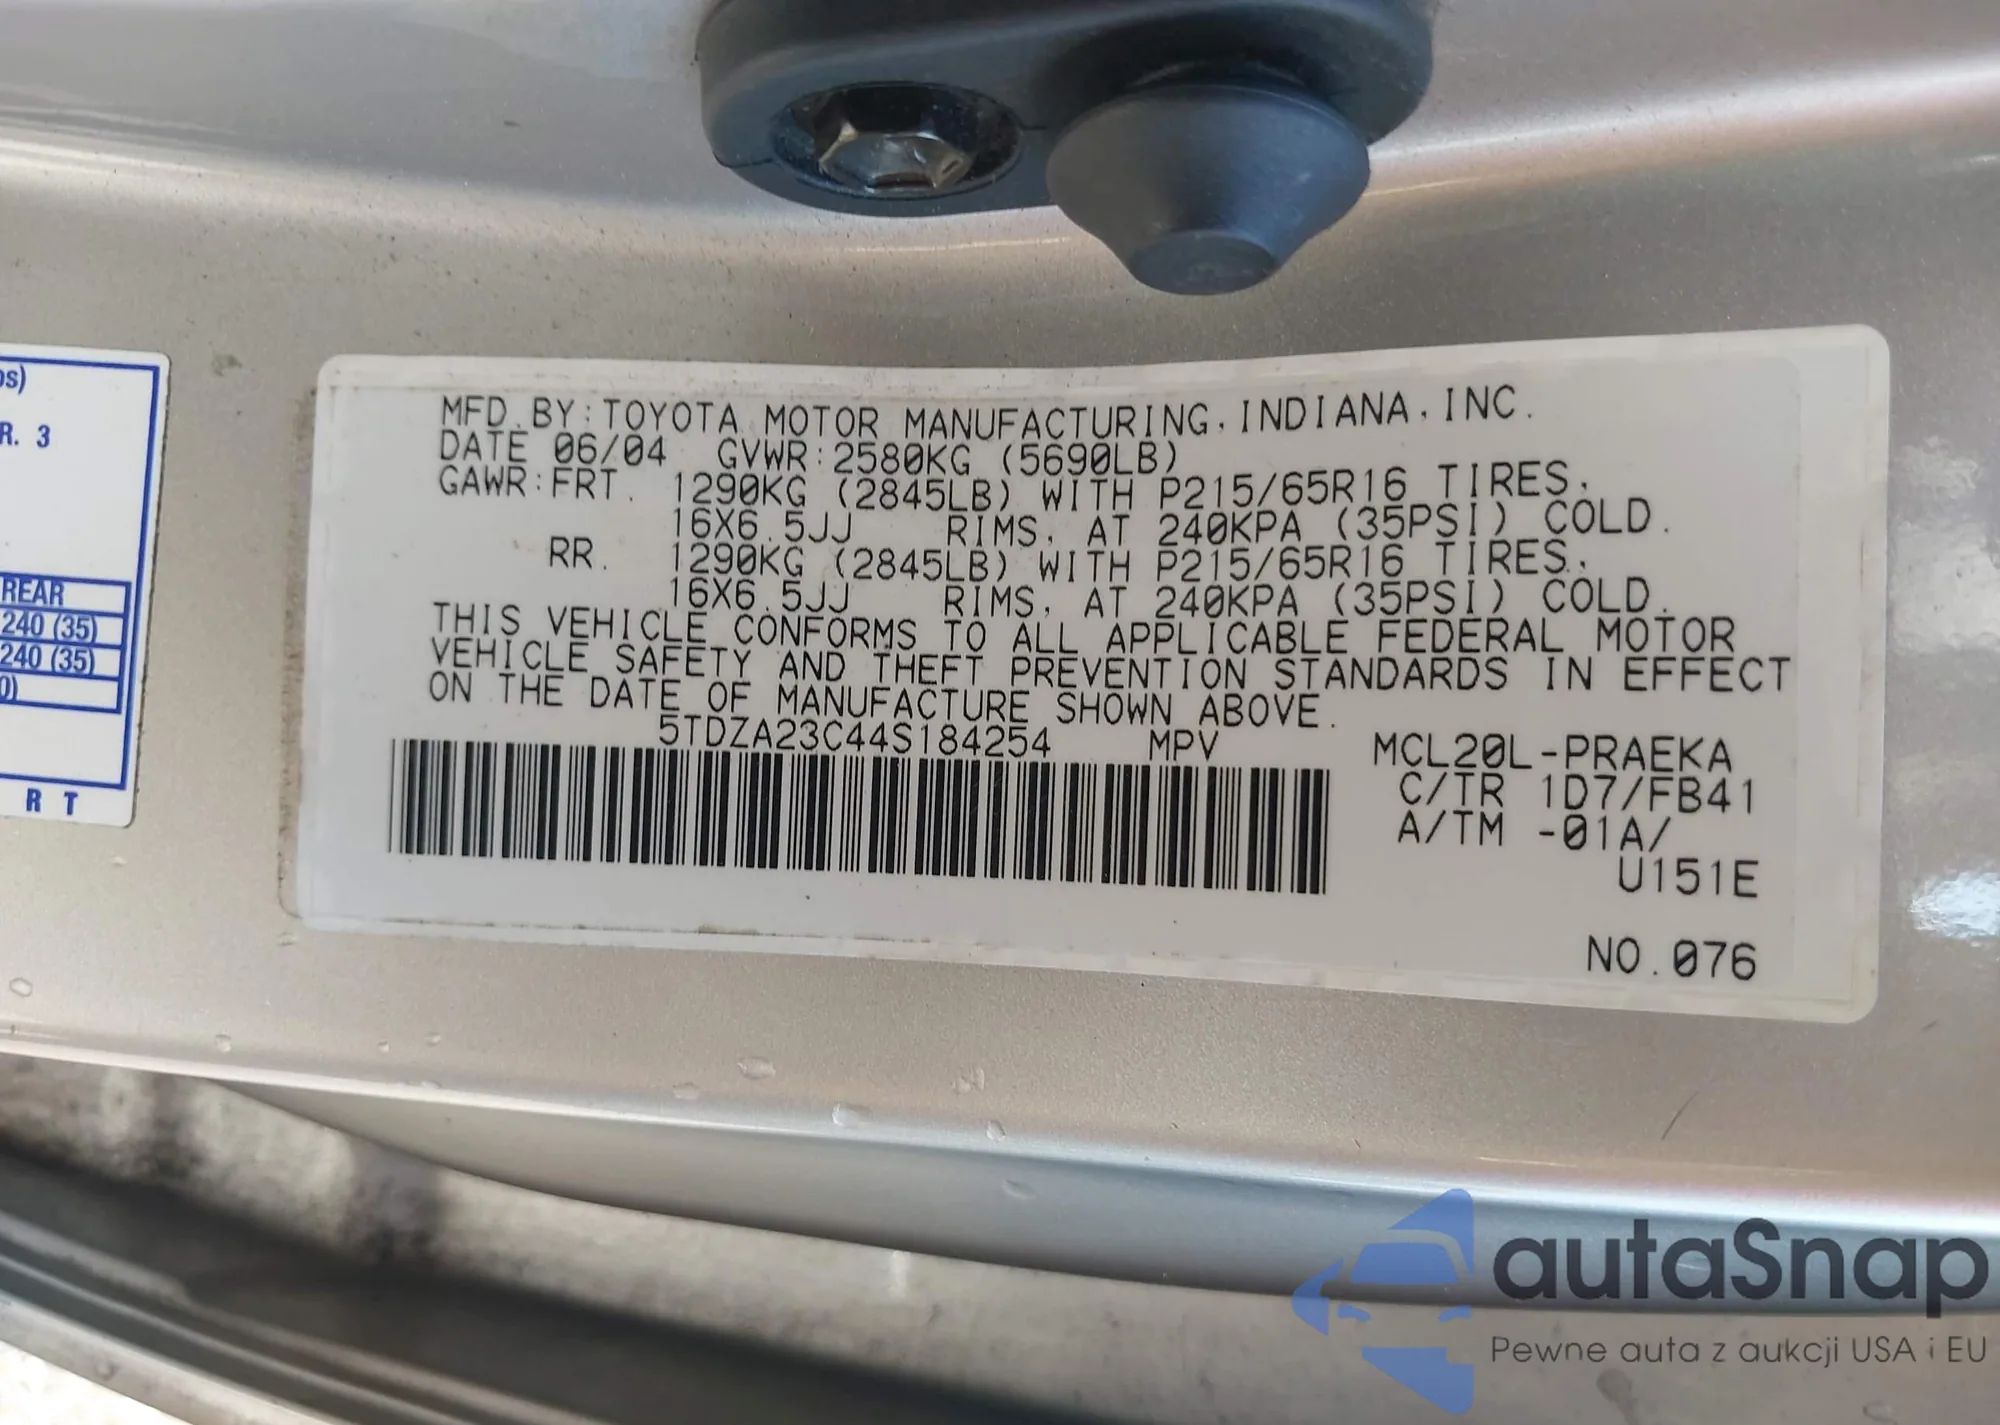 os)
R. 3
REAR
240 (35)
240 (35)
0)
R T
MFD. BY: TOYOTA MOTOR MANUFACTURING, INDIANA, INC.
DATE 06/04 GVWR: 2580KG (5690LB)
GAWR: FRT. 1290KG (2845LB) WITH P215/65R16 TIRES,
16X6.5JJ RIMS, AT 240KPA (35PSI) COLD.
RR. 1290KG (2845LB) WITH P215/65R16 TIRES,
16X6.5JJ RIMS, AT 240KPA (35PSI) COLD.
THIS VEHICLE CONFORMS TO ALL APPLICABLE FEDERAL MOTOR
VEHICLE SAFETY AND THEFT PREVENTION STANDARDS IN EFFECT
ON THE DATE OF MANUFACTURE SHOWN ABOVE.
5TDZA23C44S184254 MPV MCL20L-PRAEKA
C/TR 1D7/FB41
A/TM -01A/
U151E
NO.076
autaSnap
Pewne auta z aukcji USA i EU